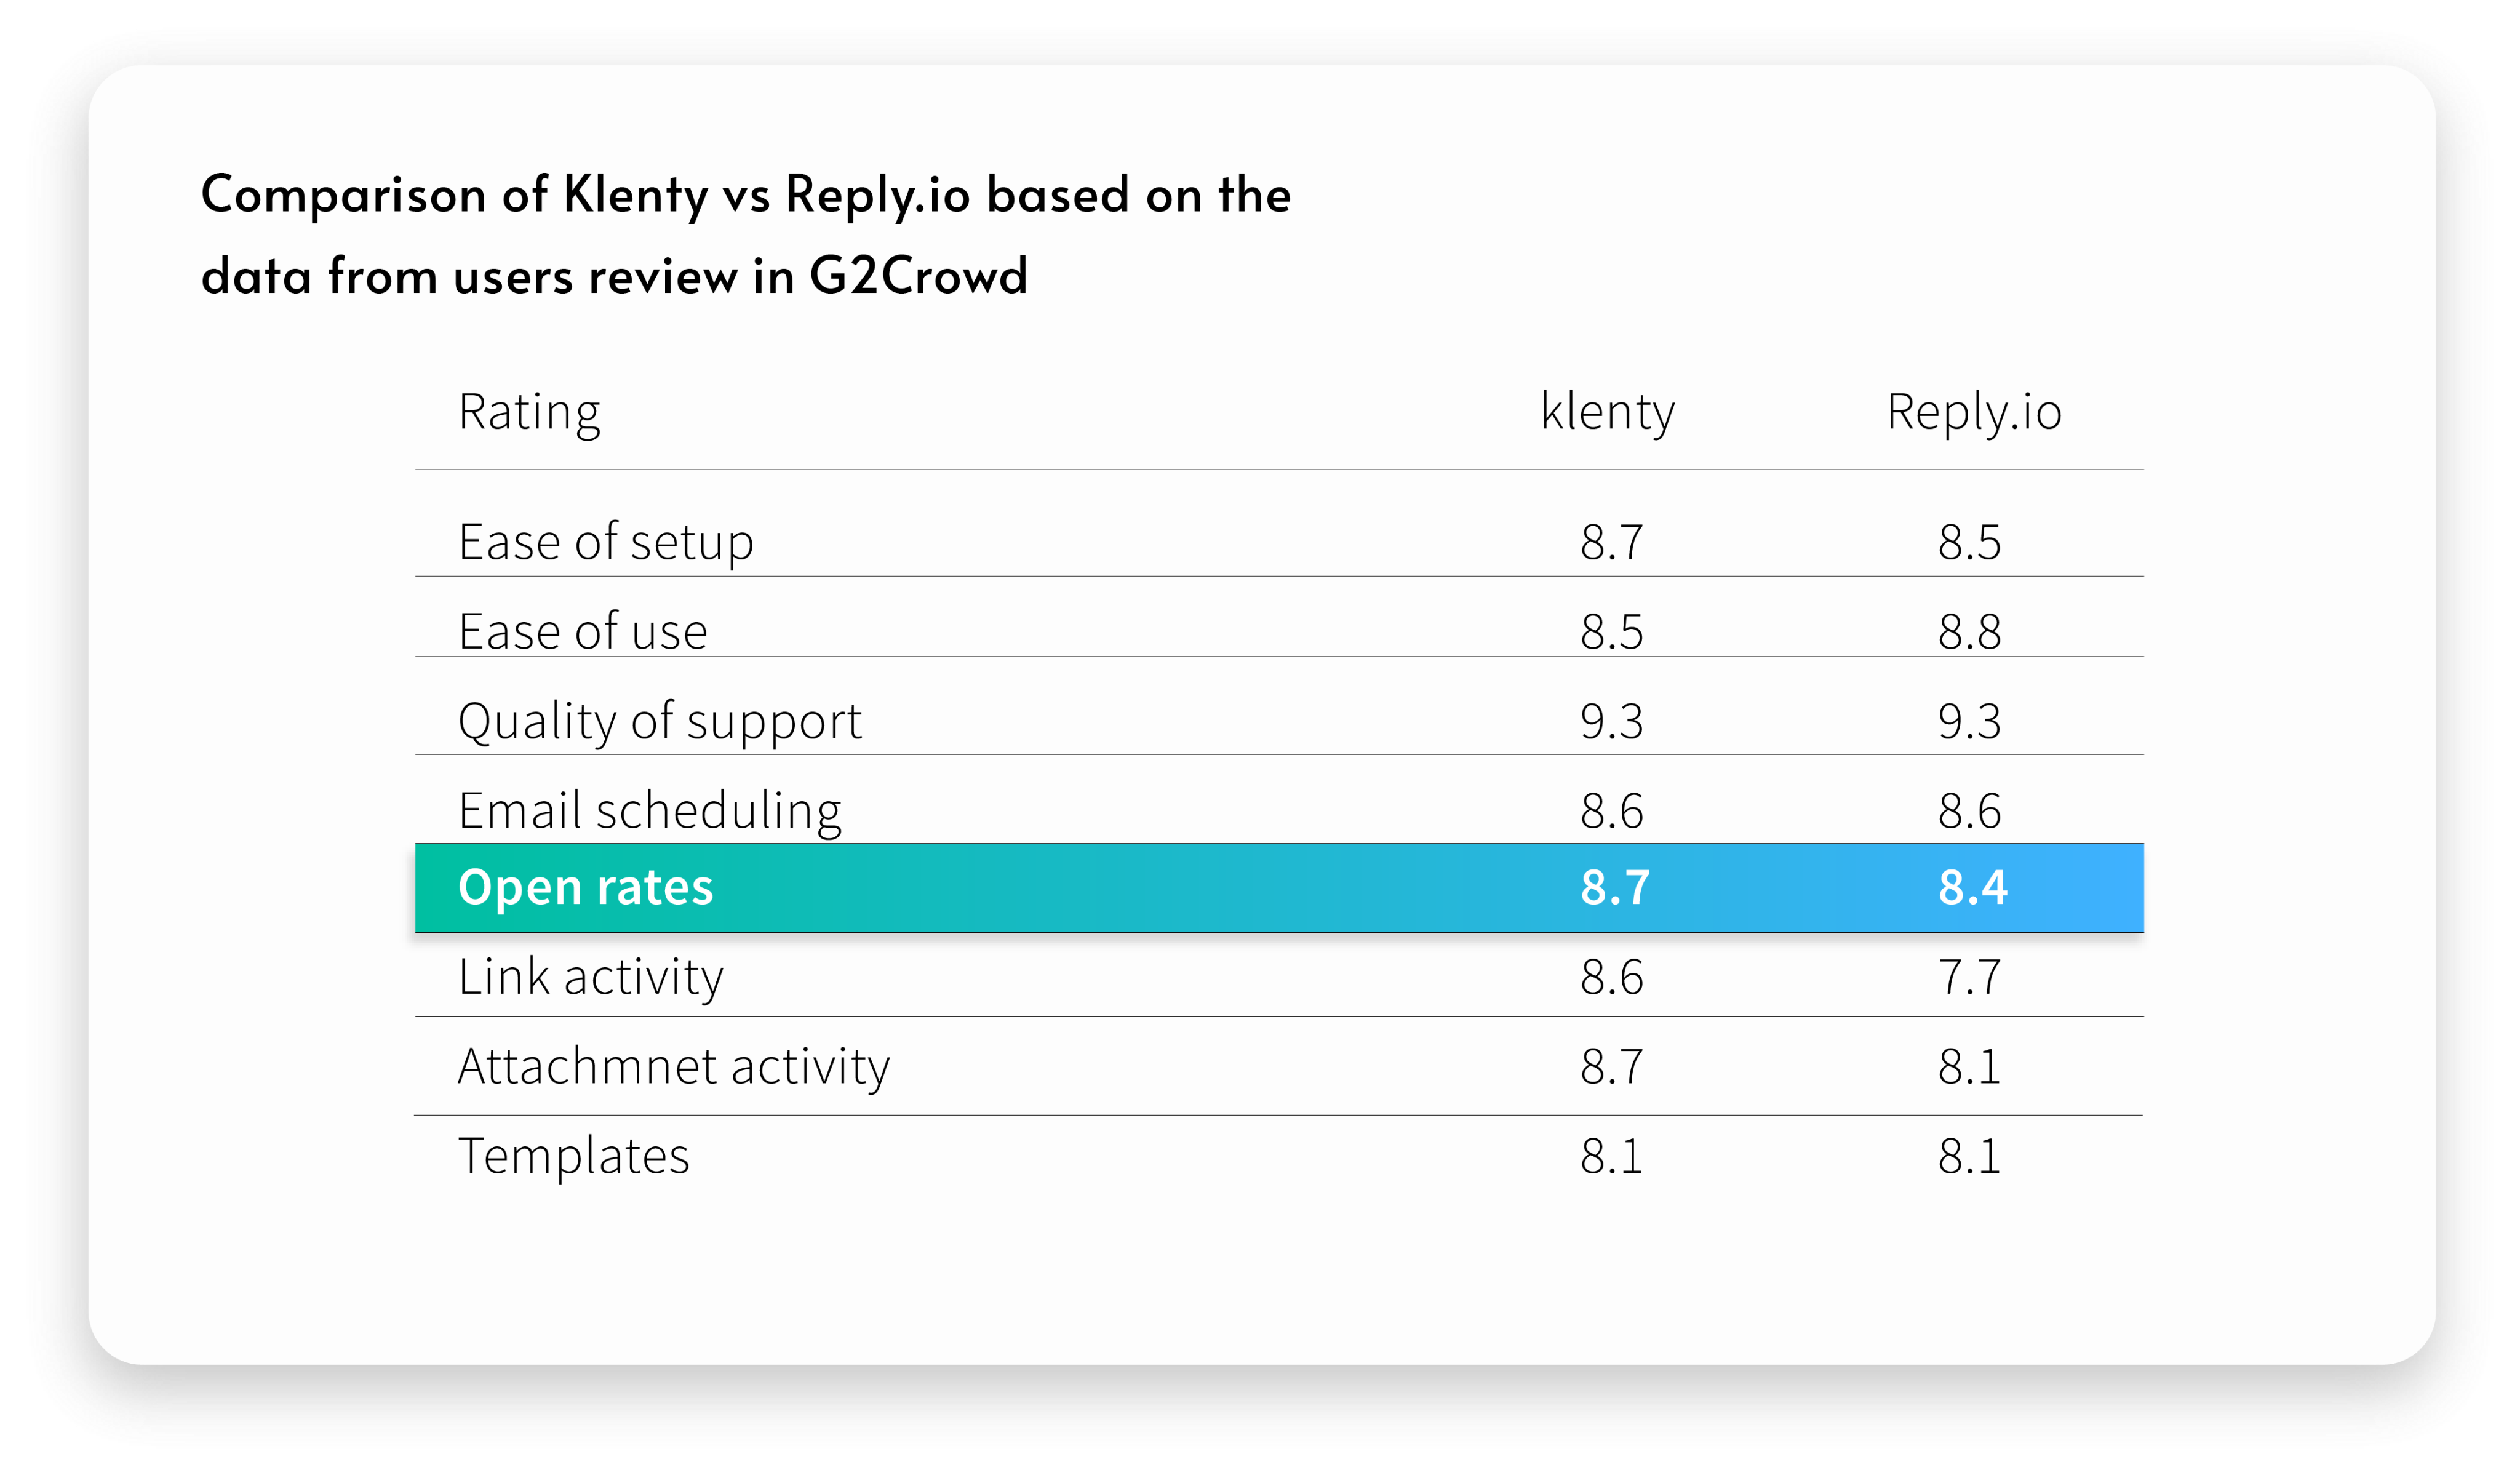 Comparison of Klenty vs Reply.io based on the
data from users review in G2Crowd
Rating klenty Reply.io
Ease of setup 8.7 8.5
Ease of use 8.5 8.8
Quality of support 9.3 9.3
Email scheduling 8.6 8.6
Open rates 8.7 8.4
Link activity 8.6 7.7
Attachmnet activity 8.7 8.1
Templates 8.1 8.1